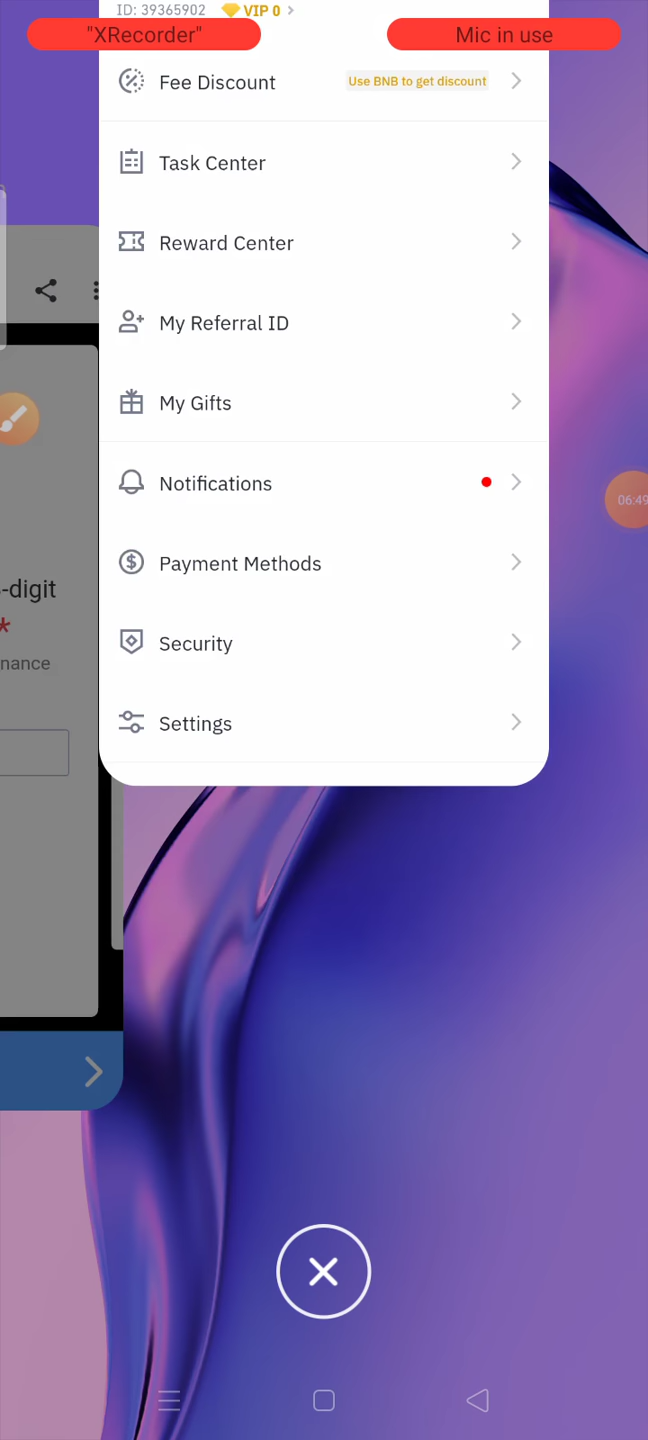 ID: 39365902 VIP 0
"XRecorder" Mic in use
Fee Discount Use BNB to get discount
Task Center
Reward Center
My Referral ID
My Gifts
Notifications
06:49
Payment Methods
-digit
*
Security
nance
Settings